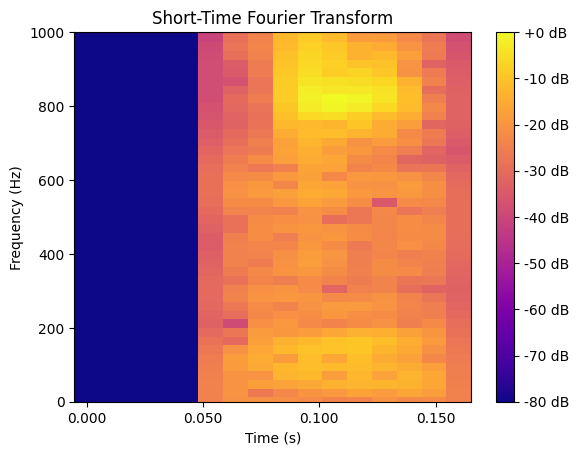 Short-Time Fourier Transform
Frequency (Hz)
1000
800
600
400
200
0
0.000
0.050
0.100
0.150
Time (s)
+0 dB
-10 dB
-20 dB
-30 dB
-40 dB
-50 dB
-60 dB
-70 dB
-80 dB